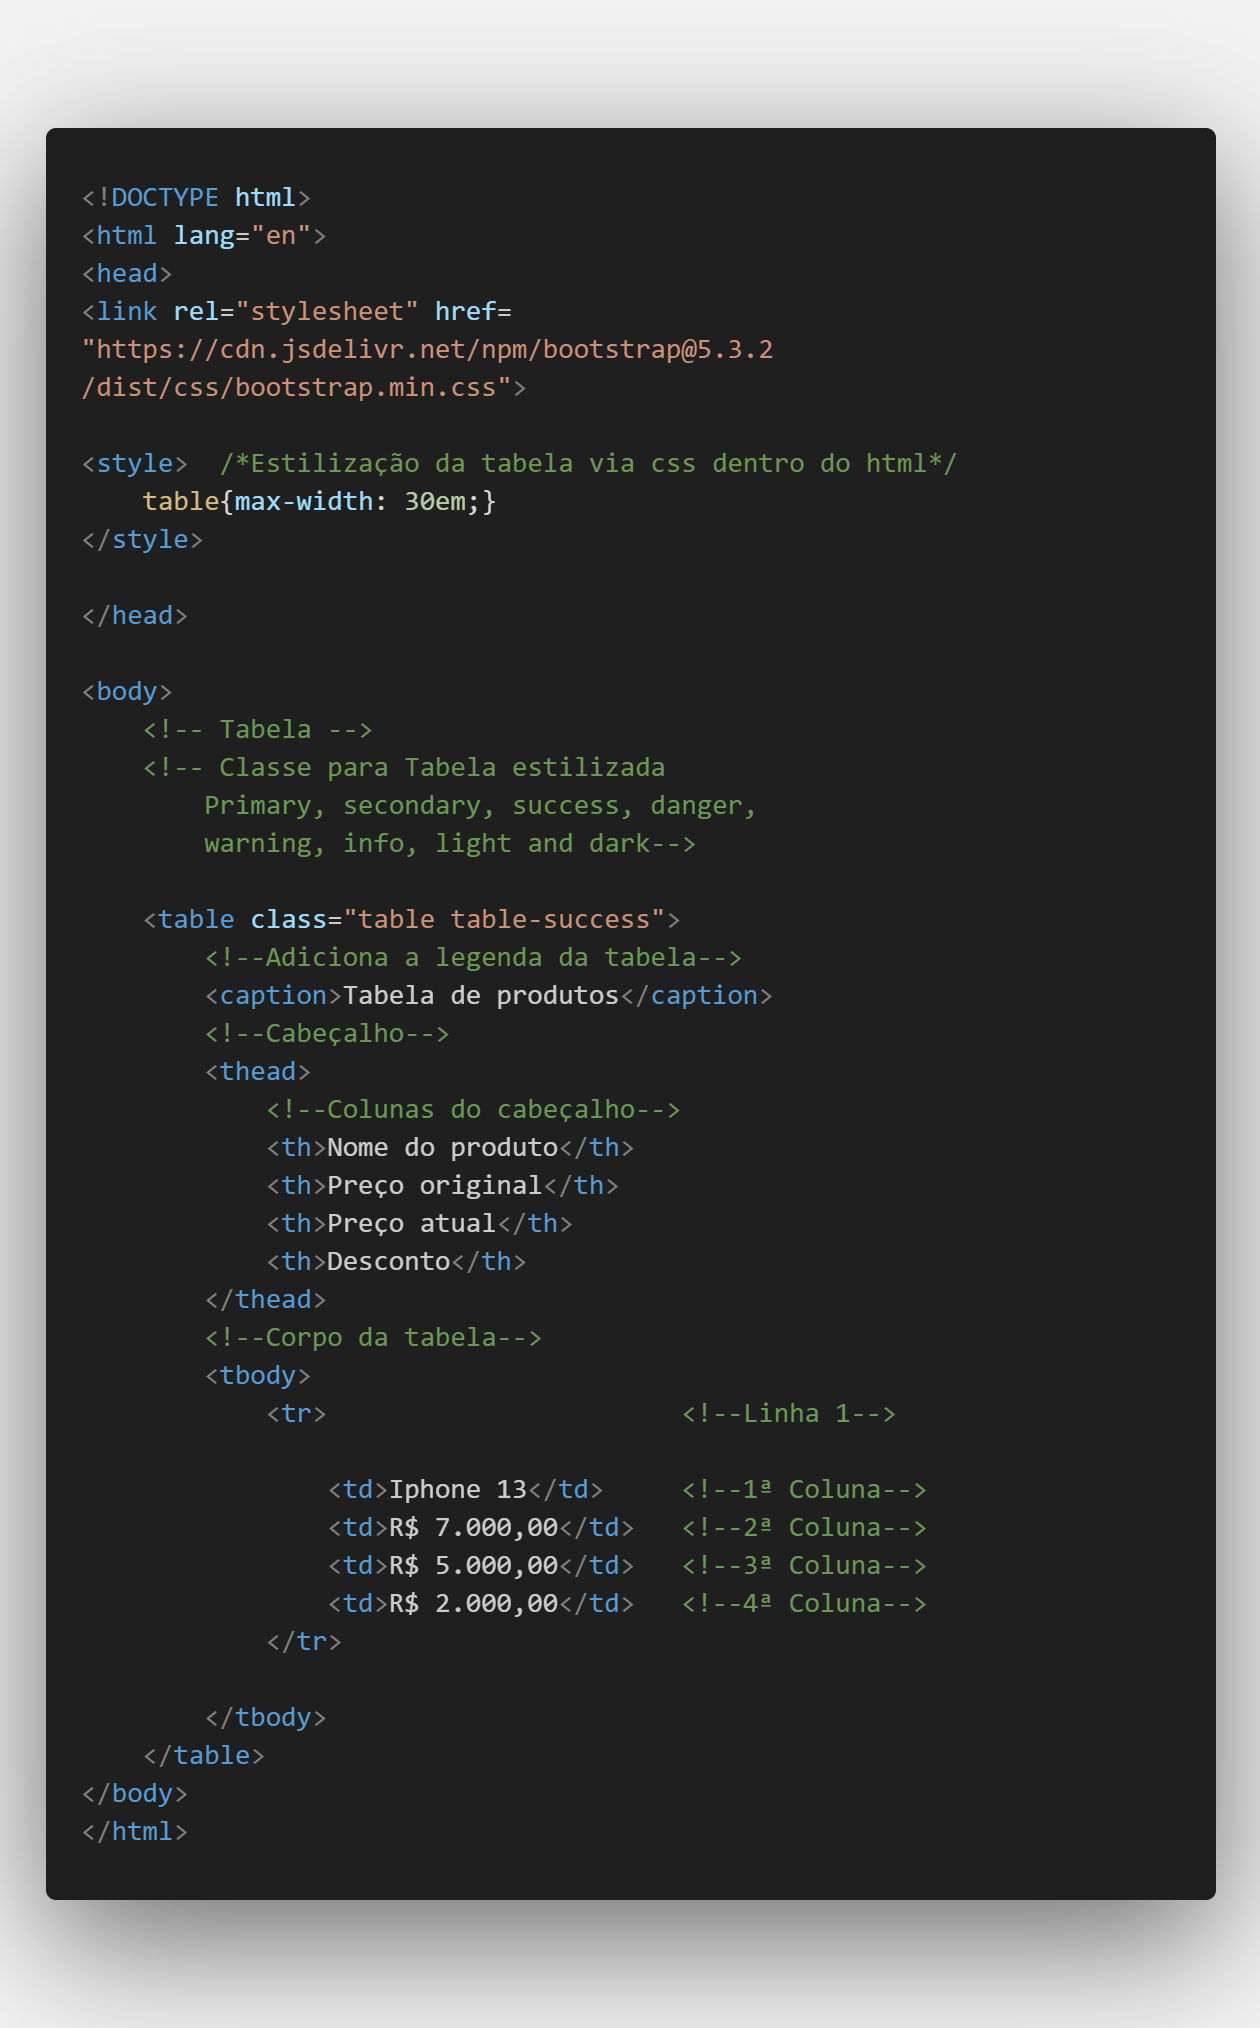 <!DOCTYPE html>
<html lang="en">
<head>
<link rel="stylesheet" href=
"https://cdn.jsdelivr.net/npm/bootstrap@5.3.2
/dist/css/bootstrap.min.css">
<style>  /*Estilização da tabela via css dentro do html*/
    table{max-width: 30em;}
</style>
</head>
<body>
    <!-- Tabela -->
    <!-- Classe para Tabela estilizada
        Primary, secondary, success, danger,
        warning, info, light and dark-->
    <table class="table table-success">
        <!--Adiciona a legenda da tabela-->
        <caption>Tabela de produtos</caption>
        <!--Cabeçalho-->
        <thead>
            <!--Colunas do cabeçalho-->
            <th>Nome do produto</th>
            <th>Preço original</th>
            <th>Preço atual</th>
            <th>Desconto</th>
        </thead>
        <!--Corpo da tabela-->
        <tbody>
            <tr>                       <!--Linha 1-->
                <td>Iphone 13</td>     <!--1ª Coluna-->
                <td>R$ 7.000,00</td>   <!--2ª Coluna-->
                <td>R$ 5.000,00</td>   <!--3ª Coluna-->
                <td>R$ 2.000,00</td>   <!--4ª Coluna-->
            </tr>
        </tbody>
    </table>
</body>
</html>